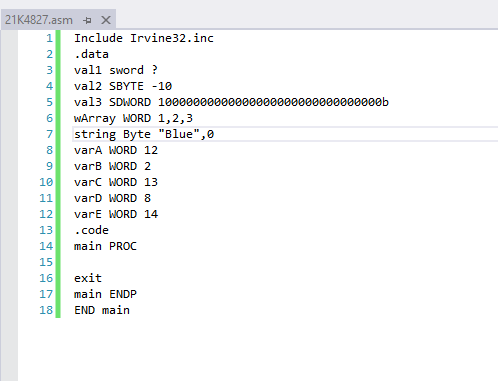 21K4827.asm
1 Include Irvine32.inc
2 .data
3 val1 sword ?
4 val2 SBYTE -10
5 val3 SDWORD 10000000000000000000000000000000b
6 wArray WORD 1,2,3
7 string Byte "Blue",0
8 varA WORD 12
9 varB WORD 2
10 varC WORD 13
11 varD WORD 8
12 varE WORD 14
13 .code
14 main PROC
15
16 exit
17 main ENDP
18 END main